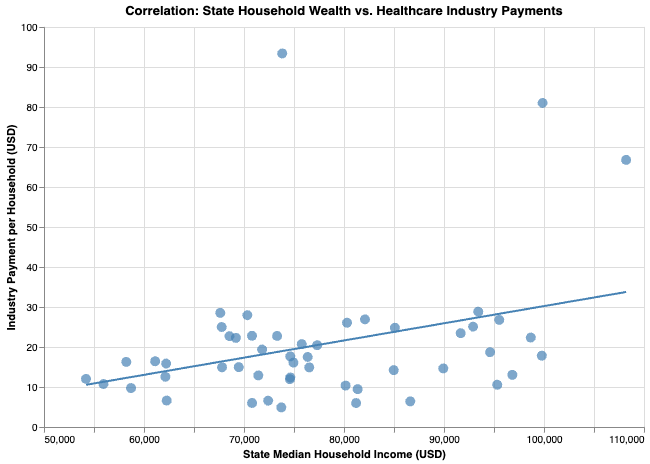 Correlation: State Household Wealth vs. Healthcare Industry Payments
100
90
80
70
60
50
40
30
20
10
0
Industry Payment per Household (USD)
50,000 60,000 70,000 80,000 90,000 100,000 110,000
State Median Household Income (USD)